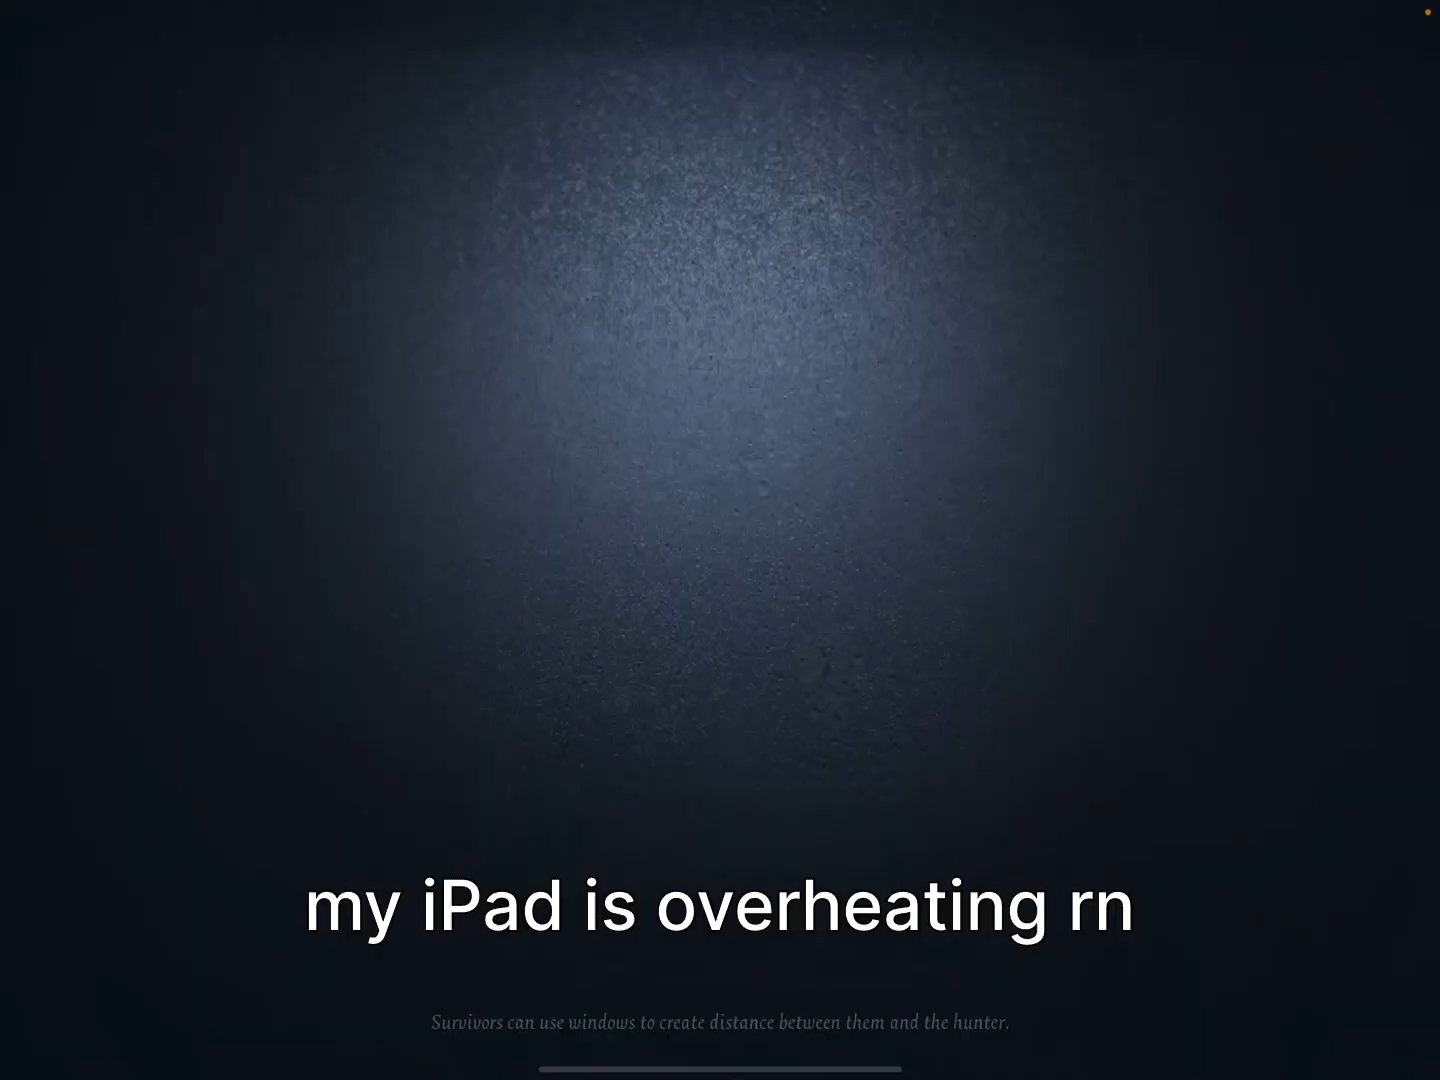 my iPad is overheating rn
Survivors can use windows to create distance between them and the hunter.